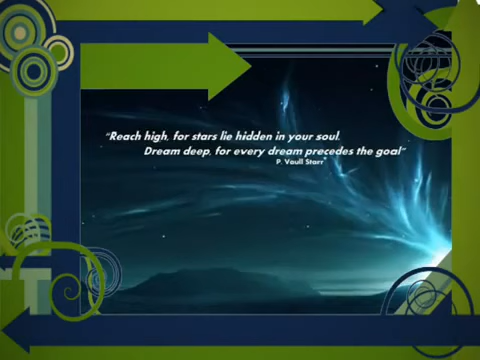 "Reach high, for stars lie hidden in your soul.
Dream deep, for every dream precedes the goal"
P. Vaull Starr